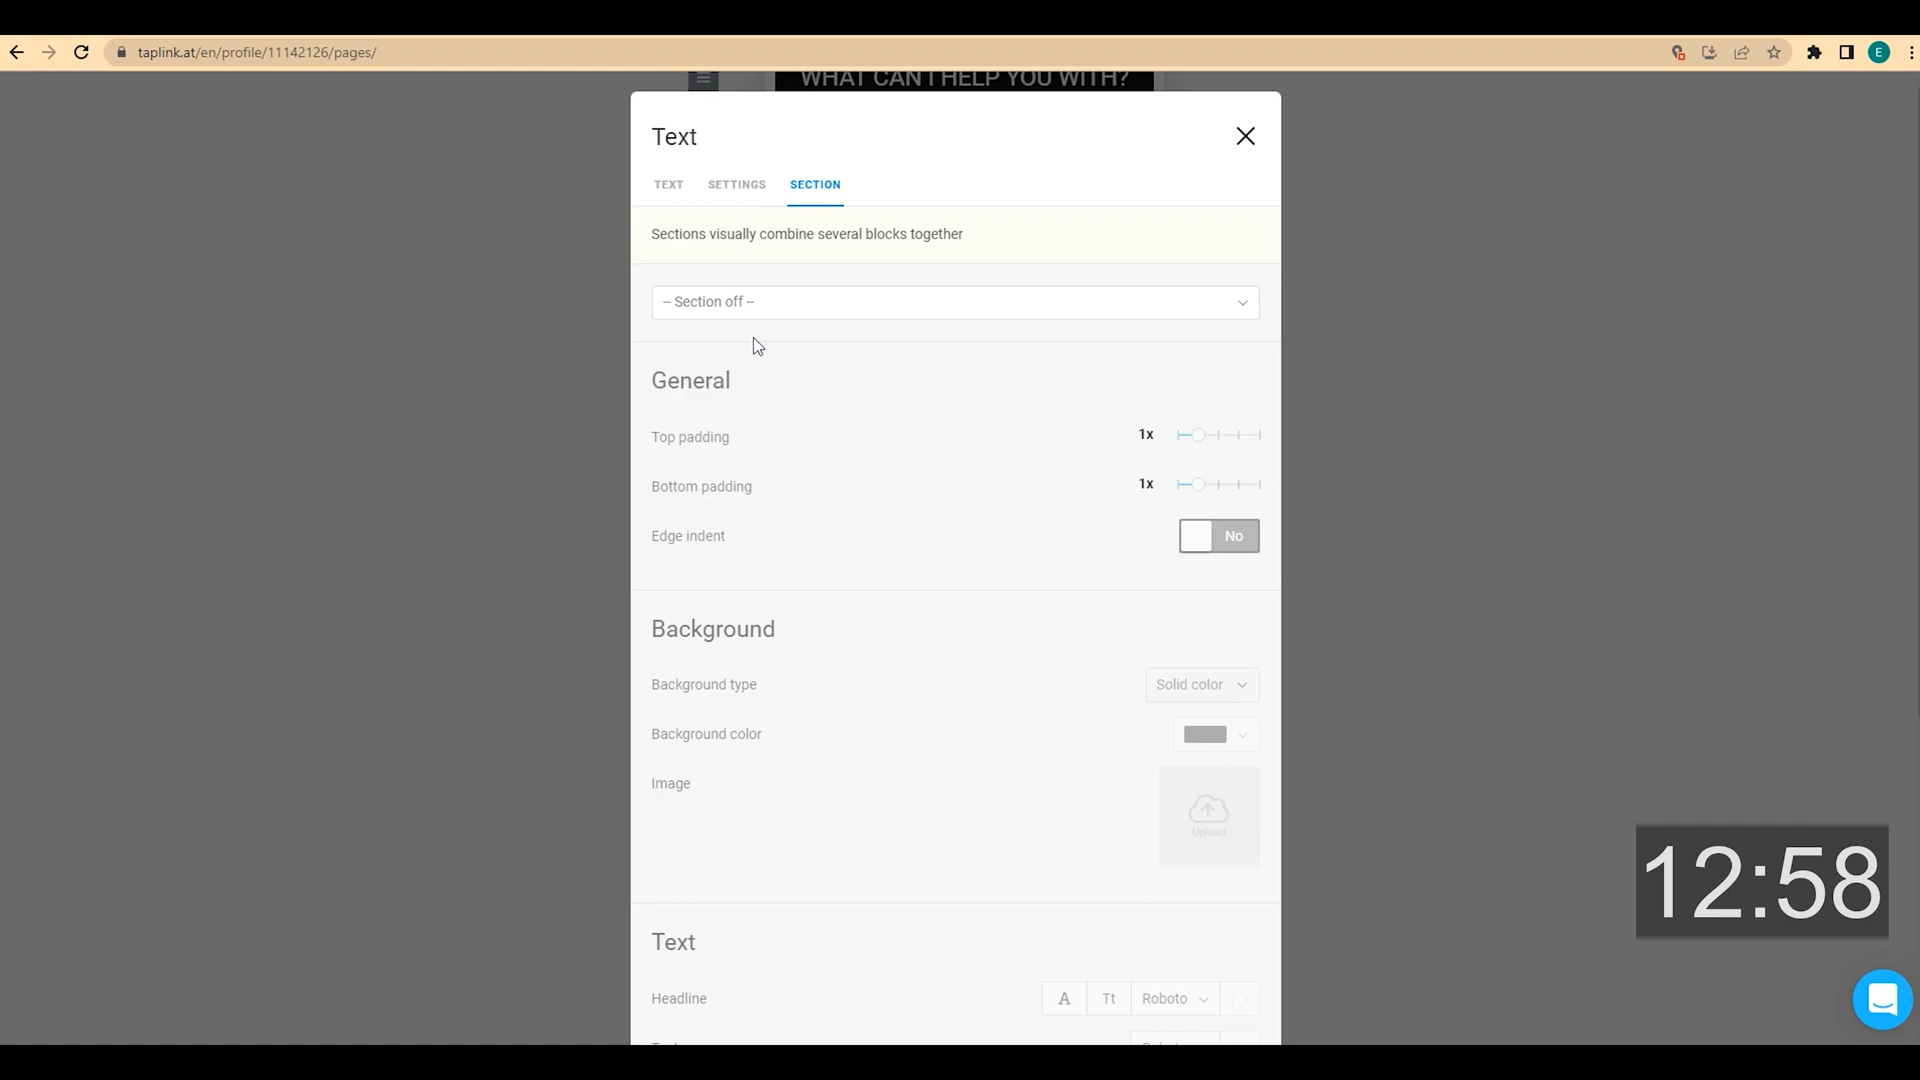 taplink.at/en/profile/11142126/pages/
E
WHAT CAN I HELP YOU WITH?
Text
TEXT SETTINGS SECTION
Sections visually combine several blocks together
-- Section off --
General
Top padding 1x
Bottom padding 1x
Edge indent No
Background
Background type Solid color
Background color
Image
Upload
12:58
Text
Headline A Tt Roboto